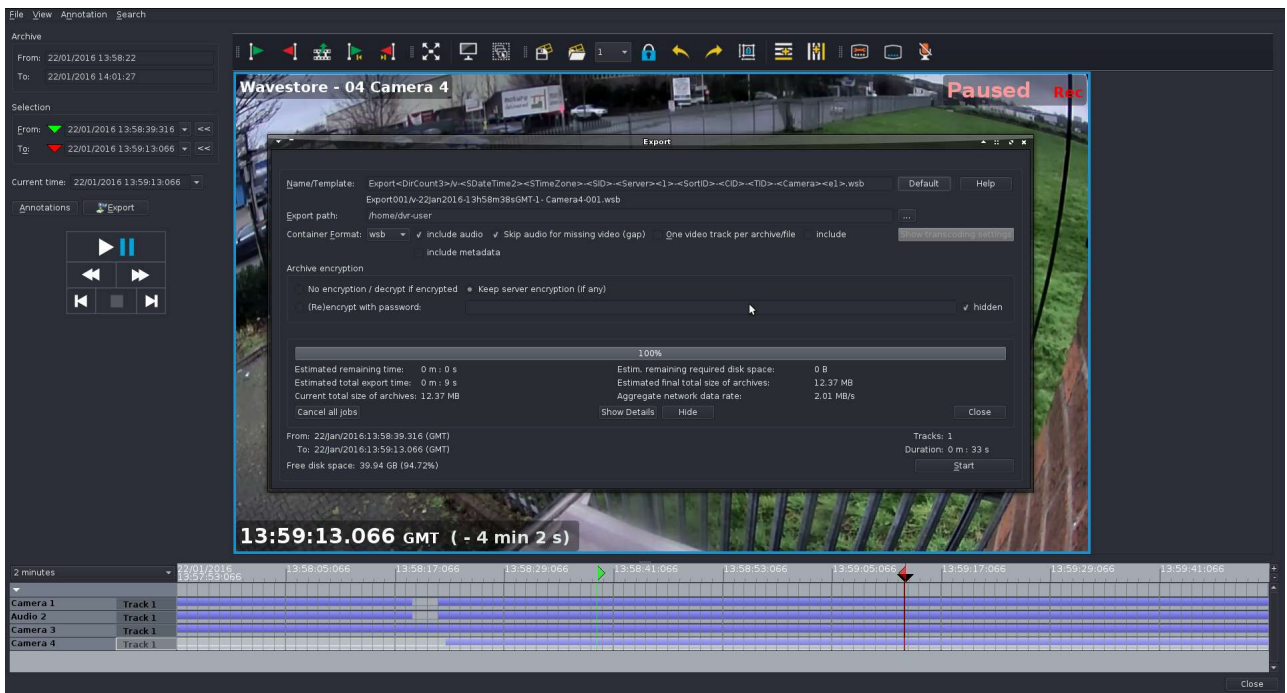 File View Annotation Search
Archive
From: 22/01/2016 13:58:22
To: 22/01/2016 14:01:27
Selection
From: 22/01/2016 13:58:39:316 <<
To: 22/01/2016 13:59:13:066 <<
Current time: 22/01/2016 13:59:13:066
Annotations Export
1
Wavestore - 04 Camera 4
Paused Rec
Export
Name/Template: Export<DirCount3>/v-<SDateTime2><STimeZone>-<SID>-<Server><1>-<SortID>-<CID>-<TID>-<Camera><e1>.wsb Default Help
Export001/v-22Jan2016-13h58m38sGMT-1- Camera4-001.wsb
Export path: /home/dvr-user ...
Container Format: wsb include audio Skip audio for missing video (gap) One video track per archive/file include Show transcoding settings
include metadata
Archive encryption
No encryption / decrypt if encrypted Keep server encryption (if any)
(Re)encrypt with password: hidden
100%
Estimated remaining time: 0 m : 0 s Estim. remaining required disk space: 0 B
Estimated total export time: 0 m : 9 s Estimated final total size of archives: 12.37 MB
Current total size of archives: 12.37 MB Aggregate network data rate: 2.01 MB/s
Cancel all jobs Show Details Hide Close
From: 22/Jan/2016:13:58:39.316 (GMT) Tracks: 1
To: 22/Jan/2016:13:59:13.066 (GMT) Duration: 0 m : 33 s
Free disk space: 39.94 GB (94.72%) Start
13:59:13.066 GMT ( - 4 min 2 s)
2 minutes 22/01/2016 13:58:05:066 13:58:17:066 13:58:29:066 13:58:41:066 13:58:53:066 13:59:05:066 13:59:17:066 13:59:29:066 13:59:41:066 +
13:57:53:066 -
Camera 1 Track 1
Audio 2 Track 1
Camera 3 Track 1
Camera 4 Track 1
Close